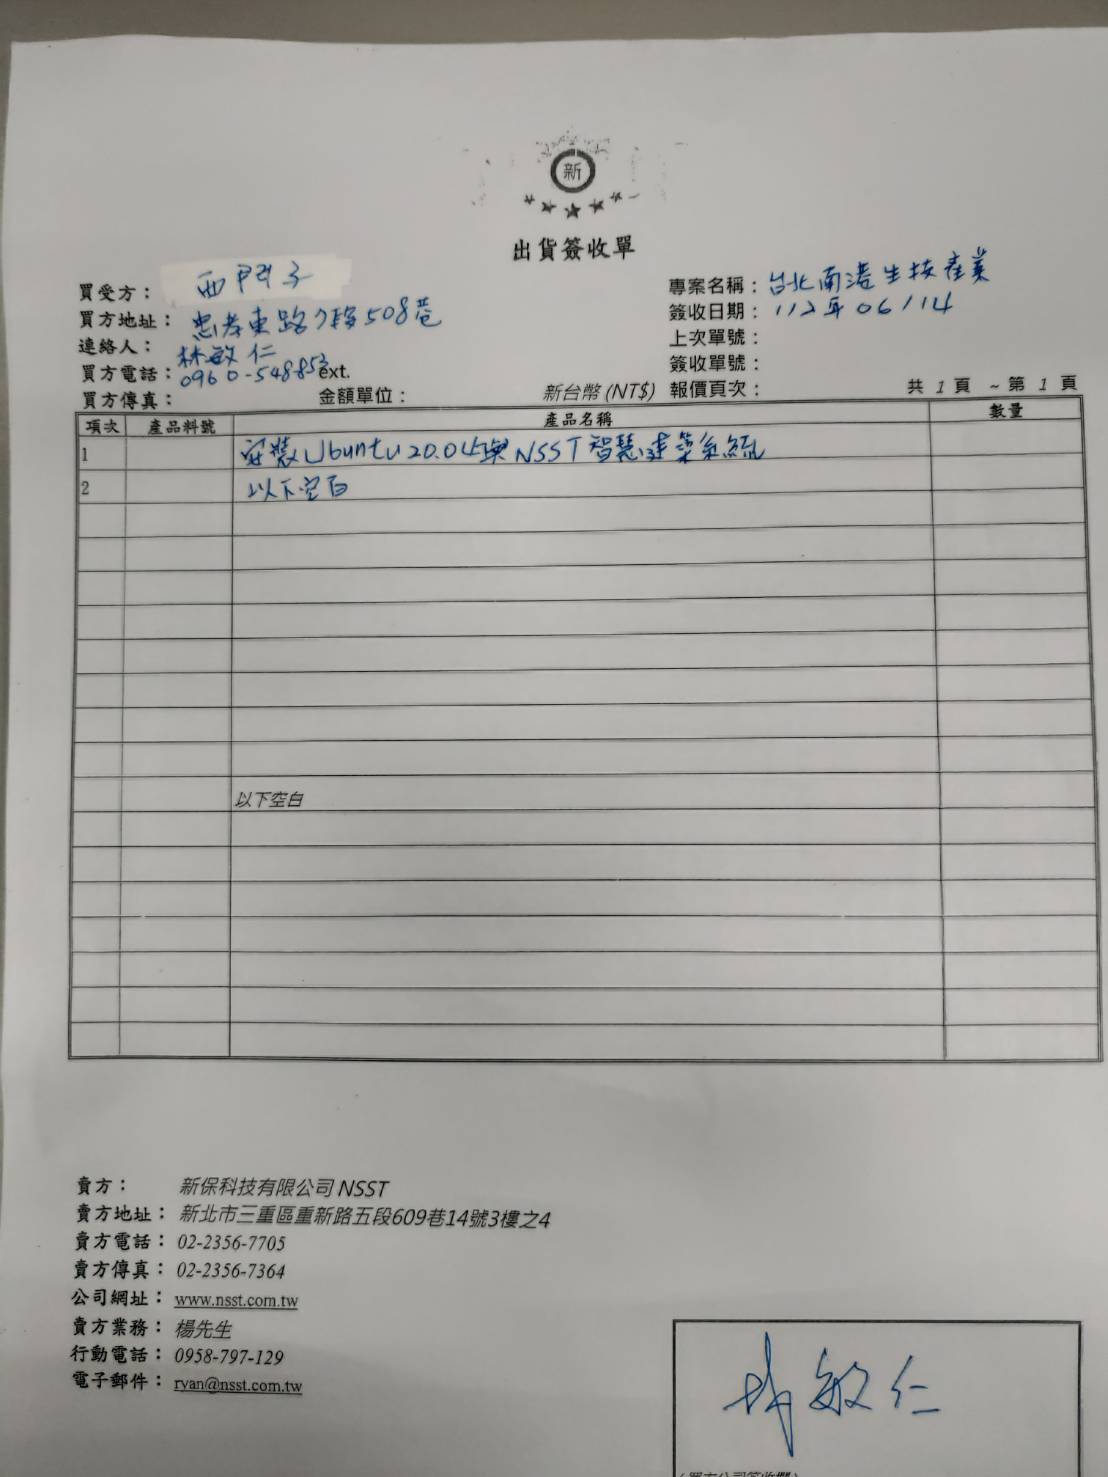 新
出貨簽收單
買受方： 西門子
專案名稱： 台北南港生技產業
買方地址： 忠孝東路7段508巷
簽收日期： 112年06/14
連絡人： 林敏仁
上次單號：
買方電話： 0960-548853 ext.
簽收單號：
買方傳真： 金額單位： 新台幣 (NT$) 報價頁次： 共 1 頁 ~ 第 1 頁
項次 產品料號 產品名稱 數量
1 安裝Ubuntu 20.04與NSST智慧建築系統
2 以下空白
以下空白
賣方： 新保科技有限公司 NSST
賣方地址： 新北市三重區重新路五段609巷14號3樓之4
賣方電話： 02-2356-7705
賣方傳真： 02-2356-7364
公司網址： www.nsst.com.tw
賣方業務： 楊先生
行動電話： 0958-797-129
電子郵件： ryan@nsst.com.tw
林敏仁